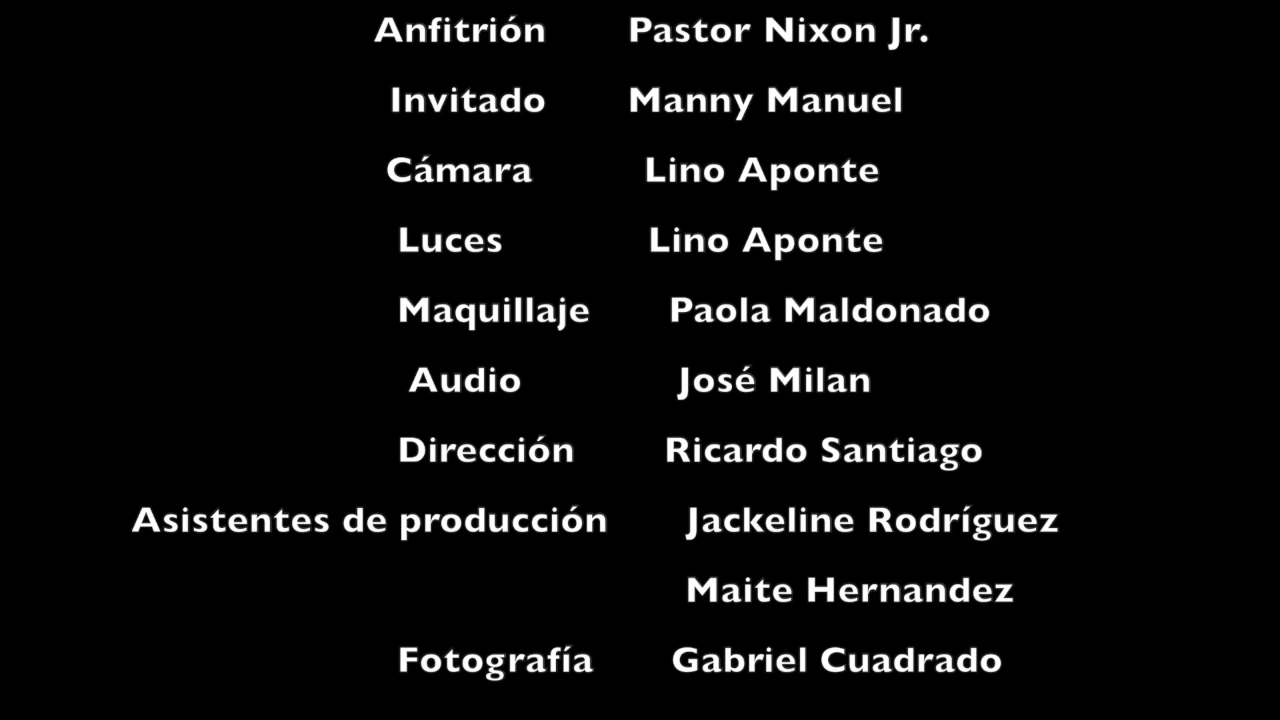 Anfitrión Pastor Nixon Jr.
Invitado Manny Manuel
Cámara Lino Aponte
Luces Lino Aponte
Maquillaje Paola Maldonado
Audio José Milan
Dirección Ricardo Santiago
Asistentes de producción Jackeline Rodríguez
Maite Hernandez
Fotografía Gabriel Cuadrado